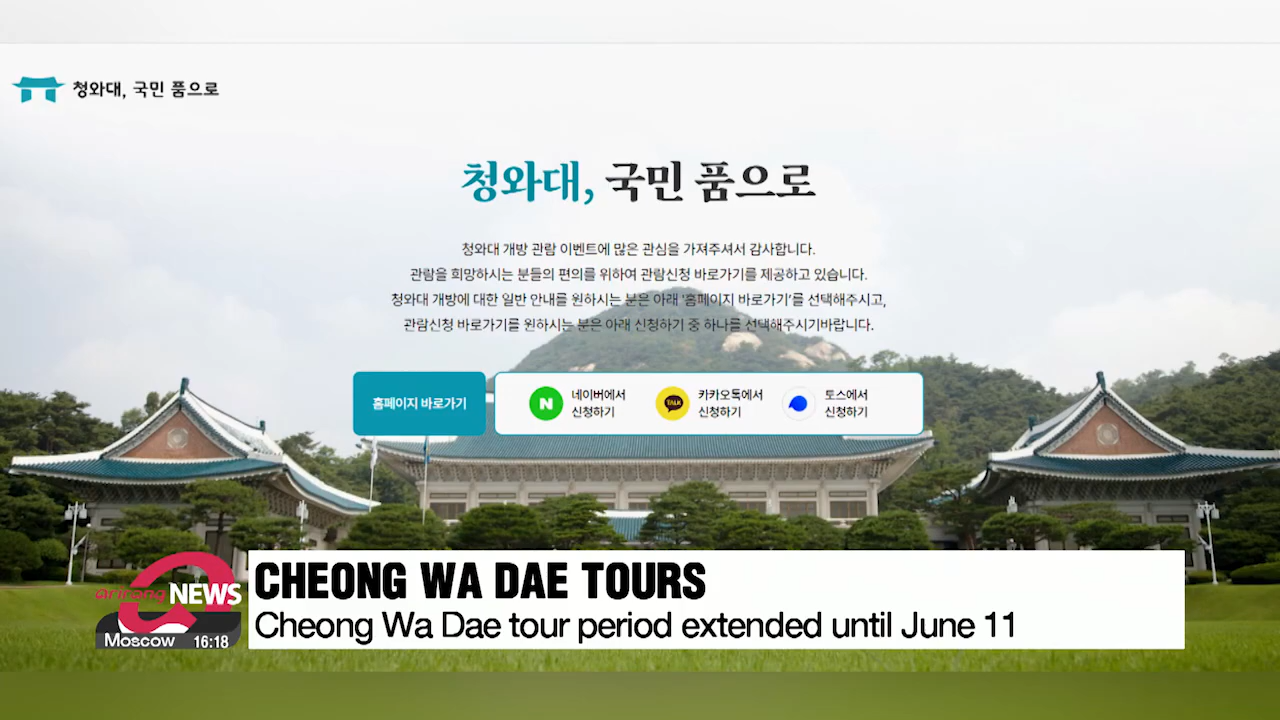 청와대, 국민 품으로
청와대, 국민 품으로
청와대 개방 관람 이벤트에 많은 관심을 가져주셔서 감사합니다.
관람을 희망하시는 분들의 편의를 위하여 관람신청 바로가기를 제공하고 있습니다.
청와대 개방에 대한 일반 안내를 원하시는 분은 아래 '홈페이지 바로가기'를 선택해주시고,
관람신청 바로가기를 원하시는 분은 아래 신청하기 중 하나를 선택해주시기바랍니다.
홈페이지 바로가기
N
네이버에서
신청하기
TALK
카카오톡에서
신청하기
토스에서
신청하기
arirang NEWS
Moscow 16:18
CHEONG WA DAE TOURS
Cheong Wa Dae tour period extended until June 11